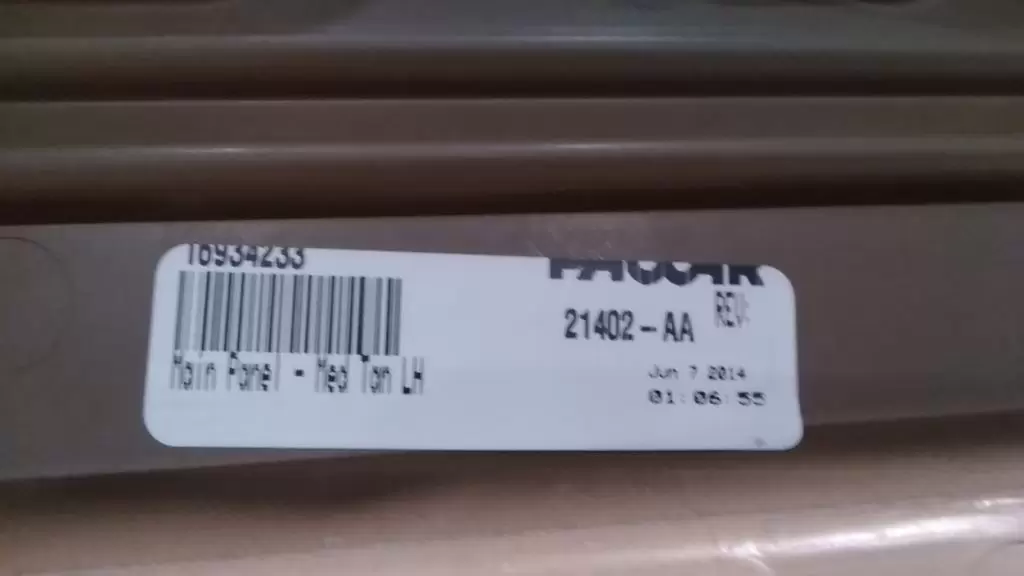 16934233
PACCAR
REV:
21402-AA
Main Panel - Med Tan LH
Jun 7 2014
01:06:55